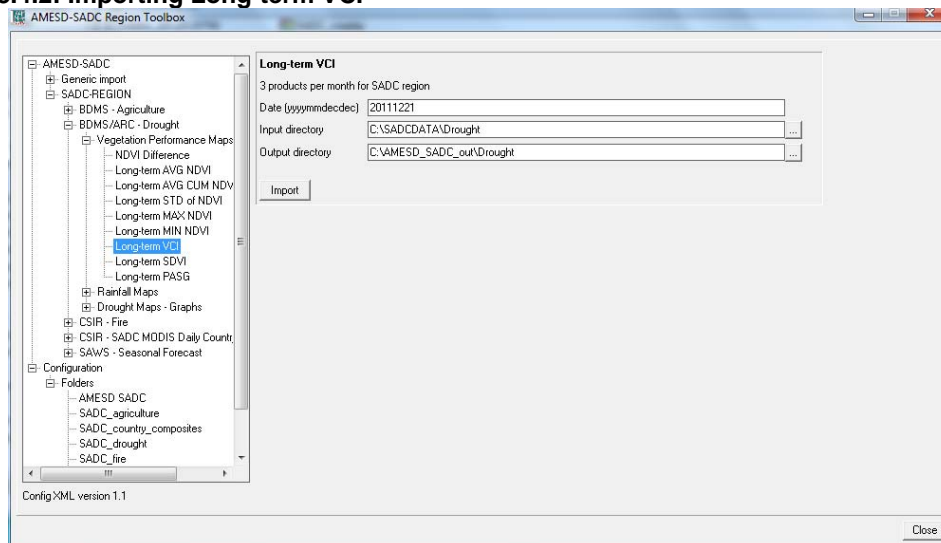 Importing Long-term VCI
AMESD-SADC Region Toolbox
AMESD-SADC
Generic import
SADC-REGION
BDMS - Agriculture
BDMS/ARC - Drought
Vegetation Performance Maps
NDVI Difference
Long-term AVG NDVI
Long-term AVG CUM NDV
Long-term STD of NDVI
Long-term MAX NDVI
Long-term MIN NDVI
Long-term VCI
Long-term SDVI
Long-term PASG
Rainfall Maps
Drought Maps - Graphs
CSIR - Fire
CSIR - SADC MODIS Daily Countr
SAWS - Seasonal Forecast
Configuration
Folders
AMESD SADC
SADC_agriculture
SADC_country_composites
SADC_drought
SADC_fire
Config XML version 1.1
Long-term VCI
3 products per month for SADC region
Date (yyyymmdecdec) 20111221
Input directory C:\SADCDATA\Drought ...
Output directory C:\AMESD_SADC_out\Drought ...
Import
Close